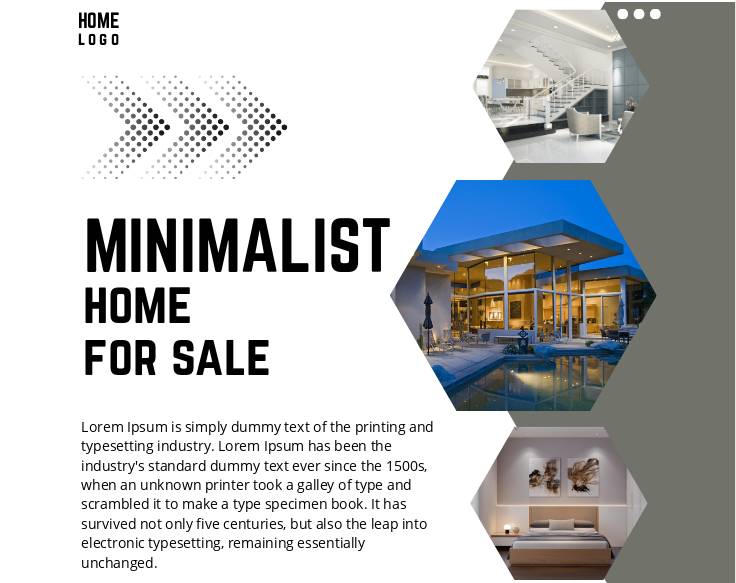 HOME
LOGO
MINIMALIST
HOME
FOR SALE
Lorem Ipsum is simply dummy text of the printing and
typesetting industry. Lorem Ipsum has been the
industry's standard dummy text ever since the 1500s,
when an unknown printer took a galley of type and
scrambled it to make a type specimen book. It has
survived not only five centuries, but also the leap into
electronic typesetting, remaining essentially
unchanged.